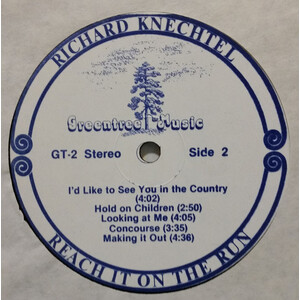 RICHARD KNECHTEL
Greentree Music
GT-2 Stereo Side 2
I'd Like to See You in the Country
(4:02)
Hold on Children (2:50)
Looking at Me (4:05)
Concourse (3:35)
Making it Out (4:36)
REACH IT ON THE RUN